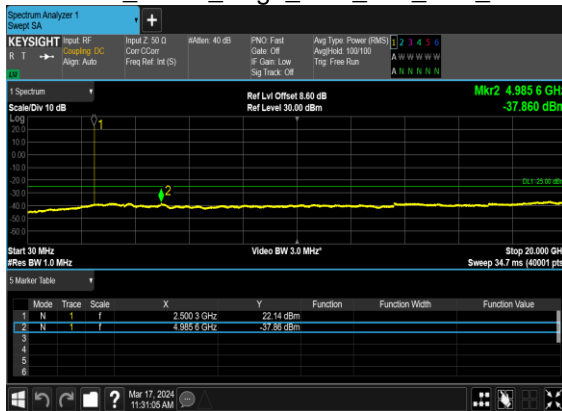 Spectrum Analyzer 1
Swept SA
KEYSIGHT
R T
Input: RF
Coupling: DC
Align: Auto
Input Z: 50 Ω
Corr CCorr
Freq Ref: Int (S)
#Atten: 40 dB
PNO: Fast
Gate: Off
IF Gain: Low
Sig Track: Off
Avg Type: Power (RMS)
Avg|Hold: 100/100
Trig: Free Run
1 2 3 4 5 6
A W W W W W
A N N N N N
1 Spectrum
Scale/Div 10 dB
Ref Lvl Offset 8.60 dB
Ref Level 30.00 dBm
Mkr2 4.985 6 GHz
-37.860 dBm
Log
20.0
10.0
0.00
-10.0
-20.0
-30.0
-40.0
-50.0
-60.0
1
2
DL1 -25.00 dBm
Start 30 MHz
#Res BW 1.0 MHz
Video BW 3.0 MHz*
Stop 20.000 GHz
Sweep 34.7 ms (40001 pts)
5 Marker Table
Mode Trace Scale X Y Function Function Width Function Value
1 N 1 f 2.500 3 GHz 22.14 dBm
2 N 1 f 4.985 6 GHz -37.86 dBm
3
4
5
6
Mar 17, 2024
11:31:05 AM